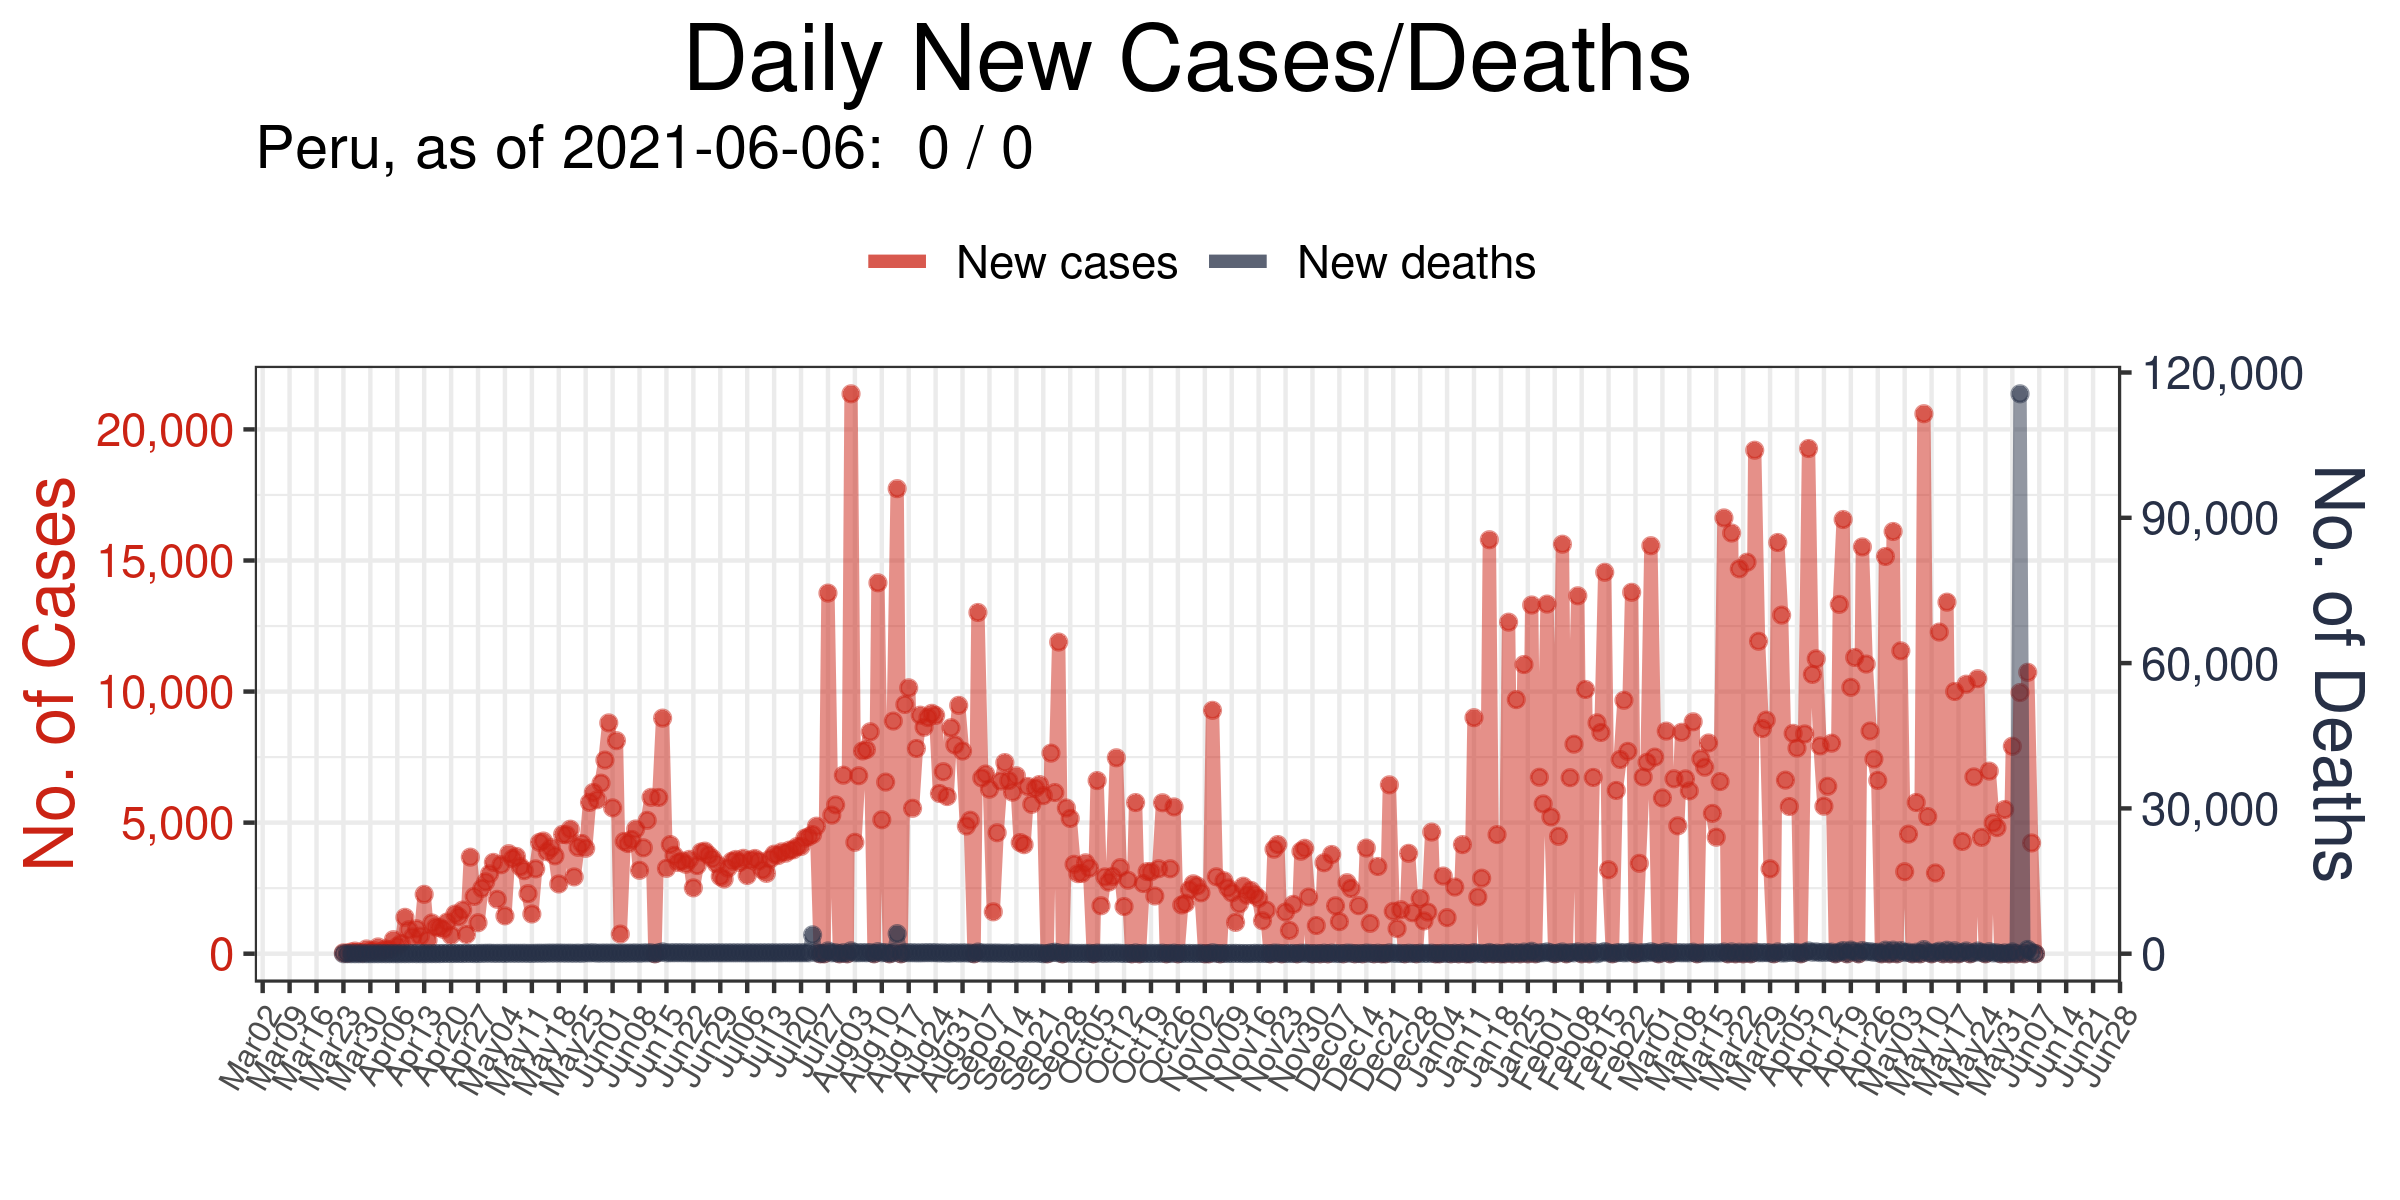 Daily New Cases/Deaths
Peru, as of 2021-06-06:  0 / 0
New cases
New deaths
No. of Cases
20,000
15,000
10,000
5,000
0
120,000
90,000
60,000
30,000
0
No. of Deaths
Mar02
Mar09
Mar16
Mar23
Mar30
Apr06
Apr13
Apr20
Apr27
May04
May11
May18
May25
Jun01
Jun08
Jun15
Jun22
Jun29
Jul06
Jul13
Jul20
Jul27
Aug03
Aug10
Aug17
Aug24
Aug31
Sep07
Sep14
Sep21
Sep28
Oct05
Oct12
Oct19
Oct26
Nov02
Nov09
Nov16
Nov23
Nov30
Dec07
Dec14
Dec21
Dec28
Jan04
Jan11
Jan18
Jan25
Feb01
Feb08
Feb15
Feb22
Mar01
Mar08
Mar15
Mar22
Mar29
Apr05
Apr12
Apr19
Apr26
May03
May10
May17
May24
May31
Jun07
Jun14
Jun21
Jun28